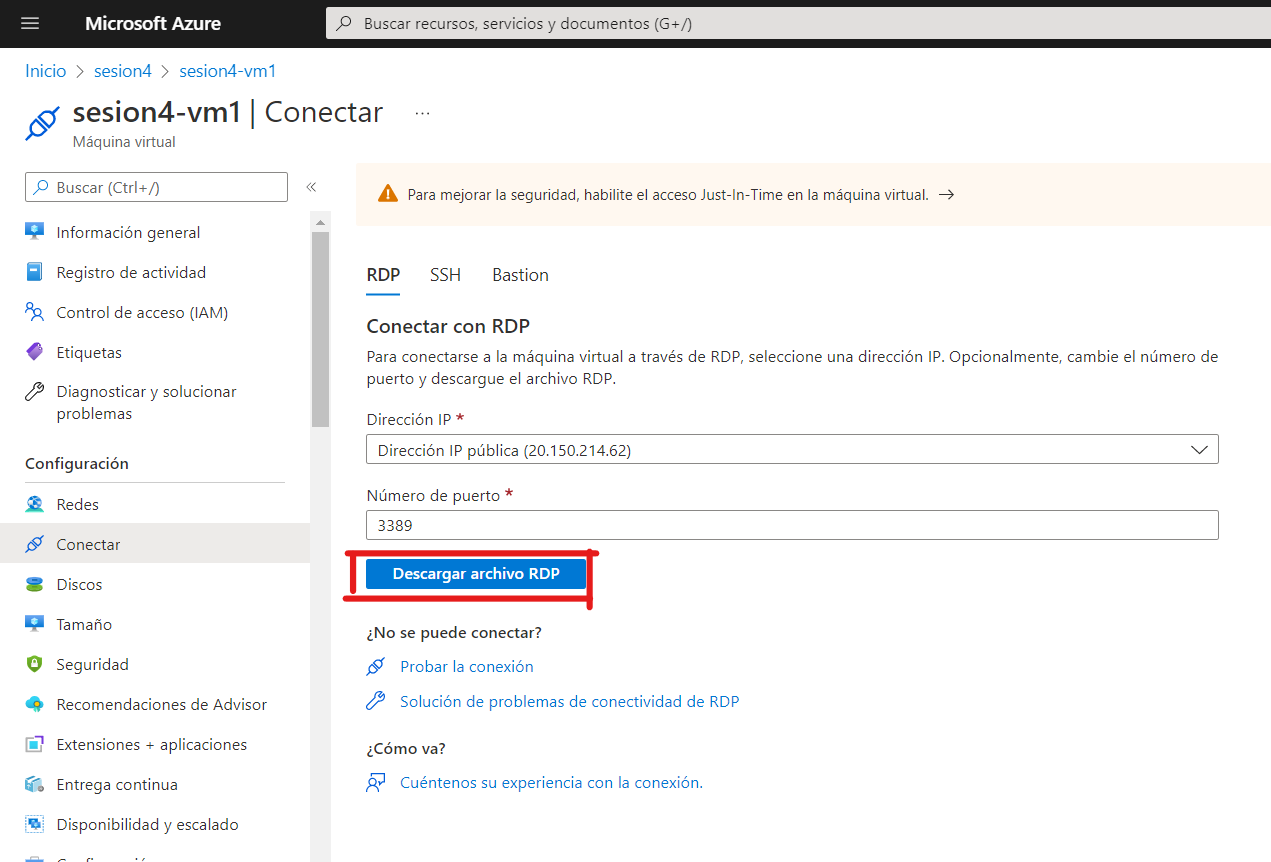 Microsoft Azure
Buscar recursos, servicios y documentos (G+/)
Inicio > sesion4 > sesion4-vm1
sesion4-vm1 | Conectar ...
Máquina virtual
Buscar (Ctrl+/)
«
Información general
Registro de actividad
Control de acceso (IAM)
Etiquetas
Diagnosticar y solucionar
problemas
Configuración
Redes
Conectar
Discos
Tamaño
Seguridad
Recomendaciones de Advisor
Extensiones + aplicaciones
Entrega continua
Disponibilidad y escalado
Para mejorar la seguridad, habilite el acceso Just-In-Time en la máquina virtual. →
RDP SSH Bastion
Conectar con RDP
Para conectarse a la máquina virtual a través de RDP, seleccione una dirección IP. Opcionalmente, cambie el número de
puerto y descargue el archivo RDP.
Dirección IP *
Dirección IP pública (20.150.214.62)
Número de puerto *
3389
Descargar archivo RDP
¿No se puede conectar?
Probar la conexión
Solución de problemas de conectividad de RDP
¿Cómo va?
Cuéntenos su experiencia con la conexión.